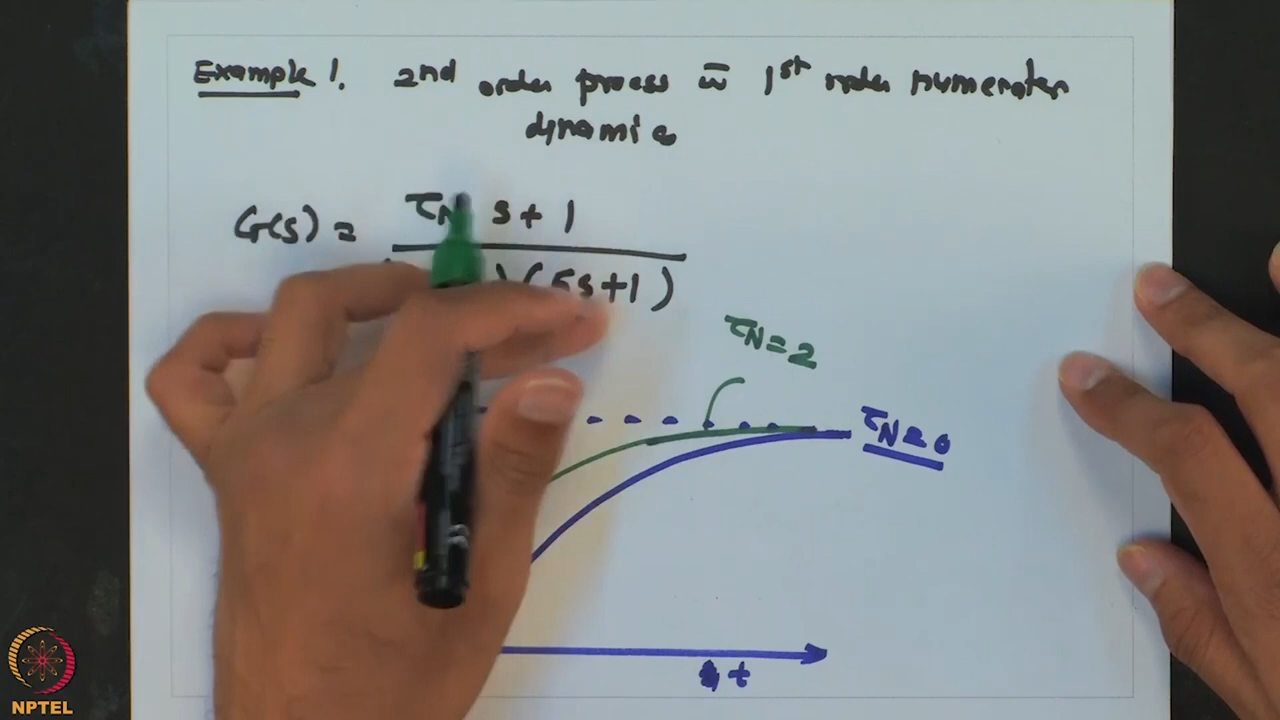 Example 1. 2nd order process w̄ 1st order numerator
dynamics
G(s) = τN s + 1
) (5s+1)
τN=2
τN=0
t
NPTEL